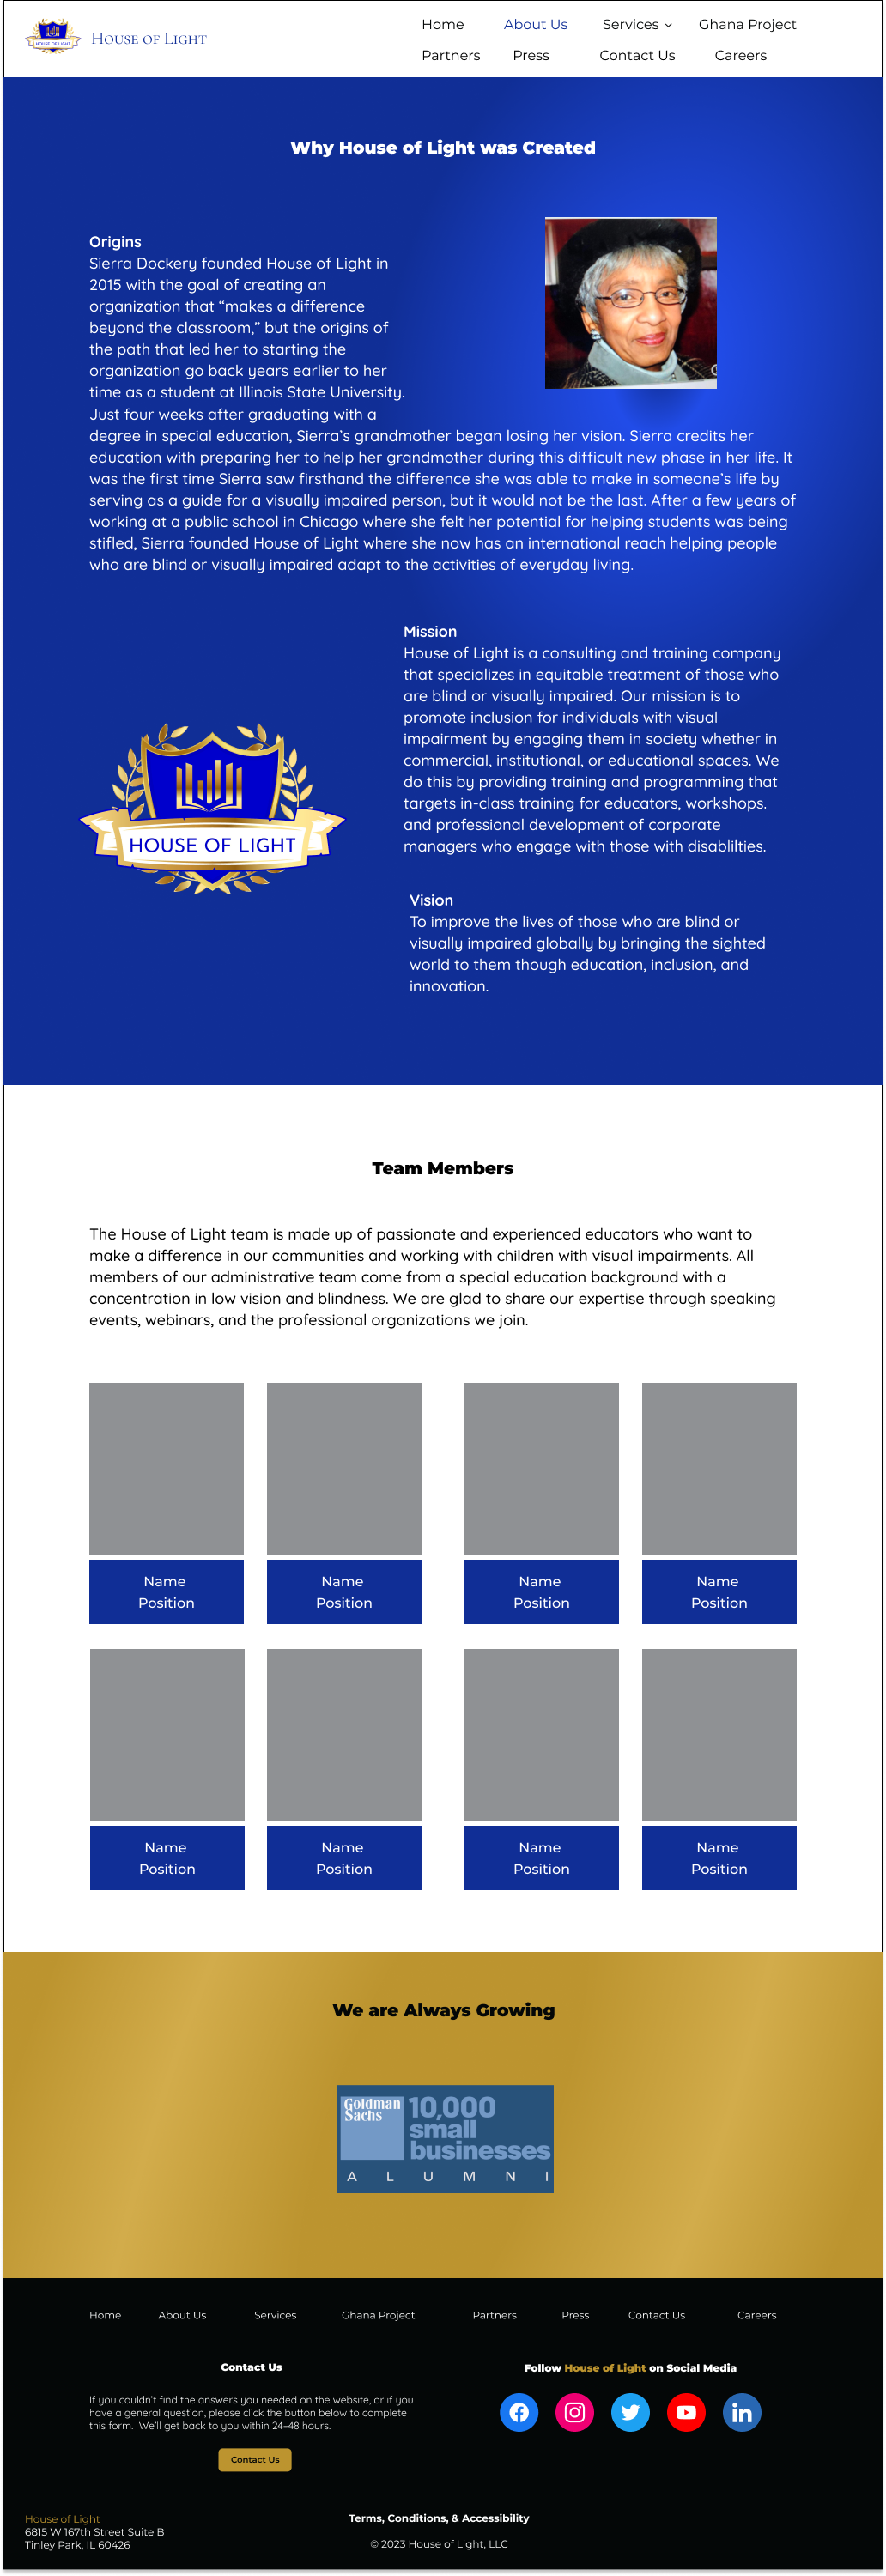 HOUSE OF LIGHT
House of Light
Home About Us Services Ghana Project
Partners Press Contact Us Careers
Why House of Light was Created
Origins
Sierra Dockery founded House of Light in
2015 with the goal of creating an
organization that “makes a difference
beyond the classroom,” but the origins of
the path that led her to starting the
organization go back years earlier to her
time as a student at Illinois State University.
Just four weeks after graduating with a
degree in special education, Sierra’s grandmother began losing her vision. Sierra credits her
education with preparing her to help her grandmother during this difficult new phase in her life. It
was the first time Sierra saw firsthand the difference she was able to make in someone’s life by
serving as a guide for a visually impaired person, but it would not be the last. After a few years of
working at a public school in Chicago where she felt her potential for helping students was being
stifled, Sierra founded House of Light where she now has an international reach helping people
who are blind or visually impaired adapt to the activities of everyday living.
Mission
House of Light is a consulting and training company
that specializes in equitable treatment of those who
are blind or visually impaired. Our mission is to
promote inclusion for individuals with visual
impairment by engaging them in society whether in
commercial, institutional, or educational spaces. We
do this by providing training and programming that
targets in-class training for educators, workshops.
and professional development of corporate
managers who engage with those with disablilties.
HOUSE OF LIGHT
Vision
To improve the lives of those who are blind or
visually impaired globally by bringing the sighted
world to them though education, inclusion, and
innovation.
Team Members
The House of Light team is made up of passionate and experienced educators who want to
make a difference in our communities and working with children with visual impairments. All
members of our administrative team come from a special education background with a
concentration in low vision and blindness. We are glad to share our expertise through speaking
events, webinars, and the professional organizations we join.
Name Name Name Name
Position Position Position Position
Name Name Name Name
Position Position Position Position
We are Always Growing
Goldman
Sachs
10,000
small
businesses
ALUMNI
Home About Us Services Ghana Project Partners Press Contact Us Careers
Contact Us
If you couldn’t find the answers you needed on the website, or if you
have a general question, please click the button below to complete
this form. We’ll get back to you within 24–48 hours.
Contact Us
Follow House of Light on Social Media
in
House of Light
6815 W 167th Street Suite B
Tinley Park, IL 60426
Terms, Conditions, & Accessibility
© 2023 House of Light, LLC